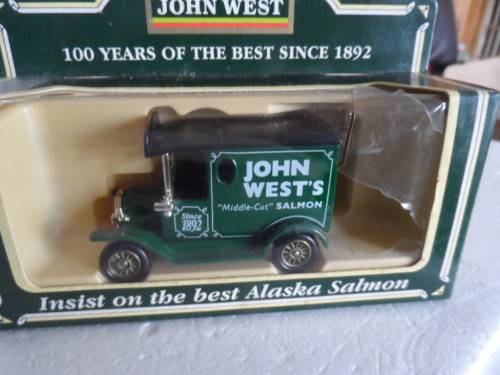 JOHN WEST
100 YEARS OF THE BEST SINCE 1892
JOHN
WEST'S
"Middle-Cut" SALMON
Since
1892
Insist on the best Alaska Salmon